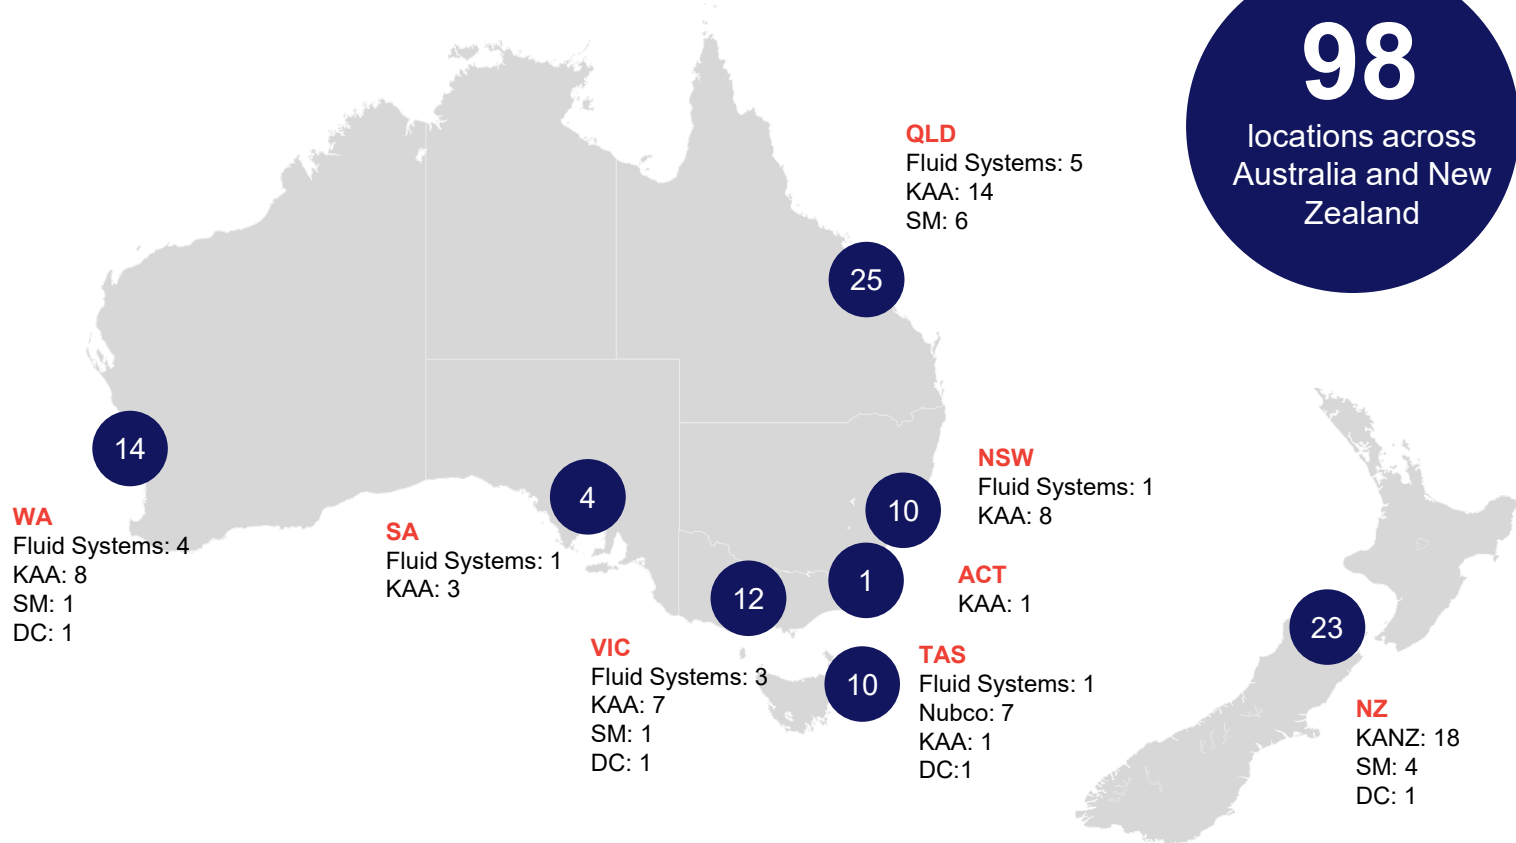 98
locations across
Australia and New
Zealand
QLD
Fluid Systems: 5
KAA: 14
SM: 6
25
14
WA
Fluid Systems: 4
KAA: 8
SM: 1
DC: 1
4
SA
Fluid Systems: 1
KAA: 3
10
NSW
Fluid Systems: 1
KAA: 8
1
ACT
KAA: 1
12
VIC
Fluid Systems: 3
KAA: 7
SM: 1
DC: 1
10
TAS
Fluid Systems: 1
Nubco: 7
KAA: 1
DC:1
23
NZ
KANZ: 18
SM: 4
DC: 1